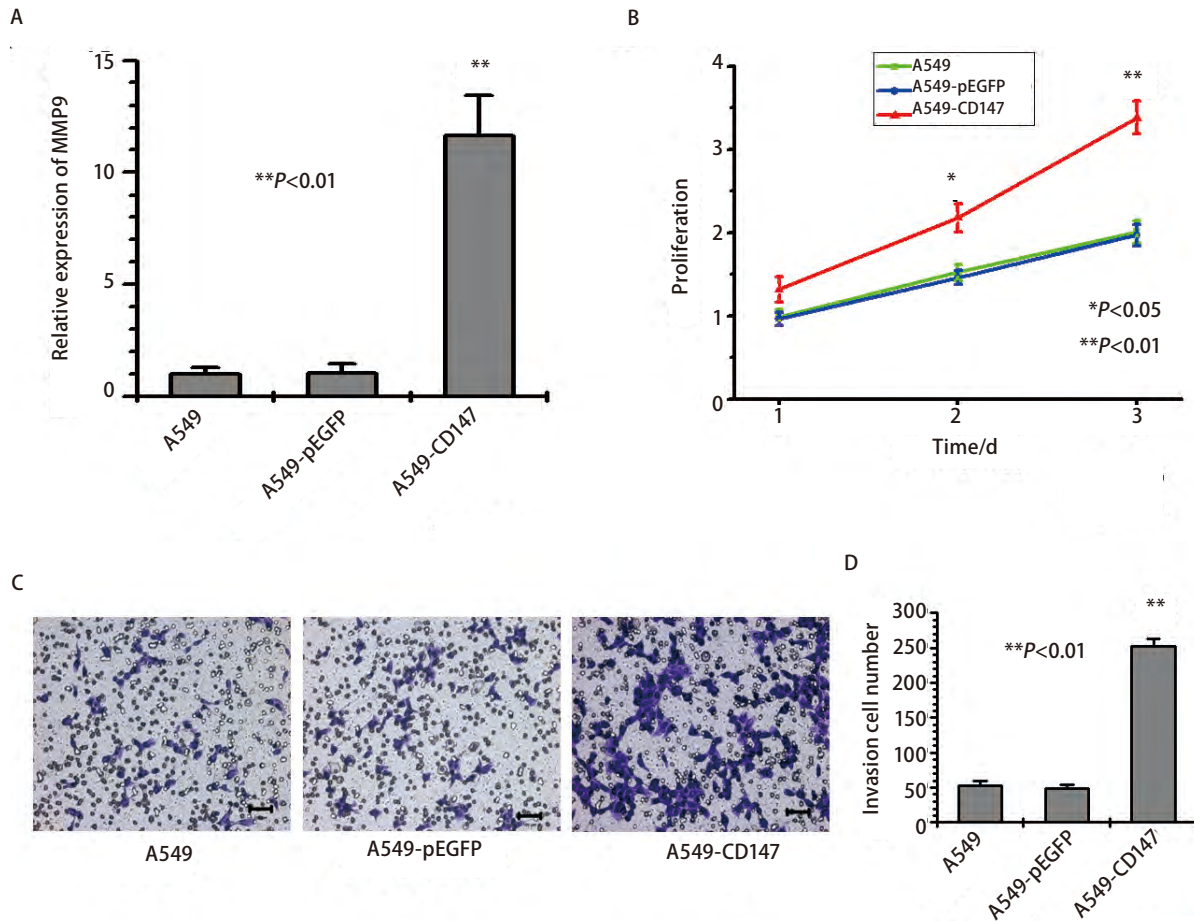 A
15
10
5
0
Relative expression of MMP9
**
**P<0.01
A549
A549-pEGFP
A549-CD147
B
4
3
2
1
0
Proliferation
A549
A549-pEGFP
A549-CD147
*
**
*P<0.05
**P<0.01
1
2
3
Time/d
C
A549
A549-pEGFP
A549-CD147
D
300
250
200
150
100
50
0
Invasion cell number
**
**P<0.01
A549
A549-pEGFP
A549-CD147